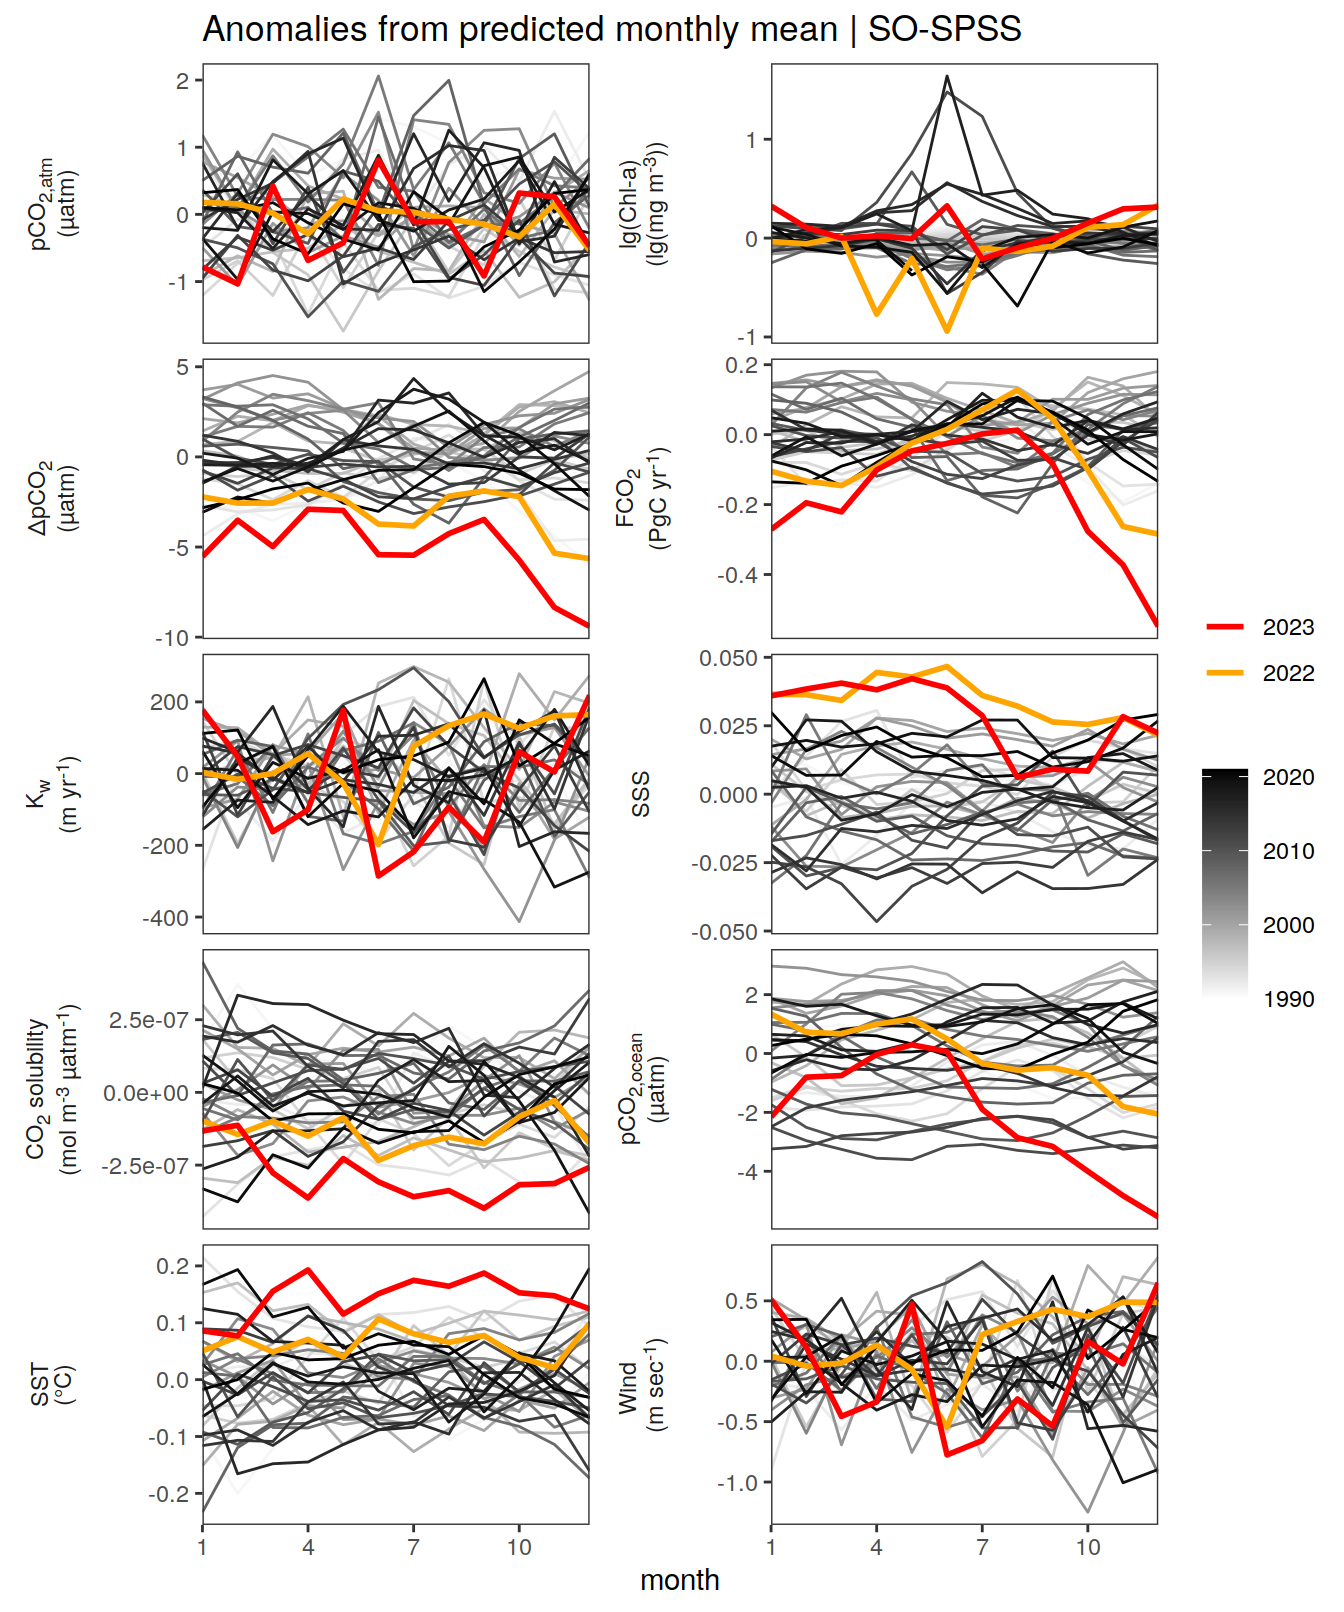 Anomalies from predicted monthly mean | SO-SPSS
pCO2,atm
(µatm)
2
1
0
-1
lg(Chl-a)
(lg(mg m-3))
1
0
-1
ΔpCO2
(µatm)
5
0
-5
-10
FCO2
(PgC yr-1)
0.2
0.0
-0.2
-0.4
Kw
(m yr-1)
200
0
-200
-400
SSS
0.050
0.025
0.000
-0.025
-0.050
CO2 solubility
(mol m-3 µatm-1)
2.5e-07
0.0e+00
-2.5e-07
pCO2,ocean
(µatm)
2
0
-2
-4
SST
(°C)
0.2
0.1
0.0
-0.1
-0.2
Wind
(m sec-1)
0.5
0.0
-0.5
-1.0
1 4 7 10
1 4 7 10
month
2023
2022
2020
2010
2000
1990